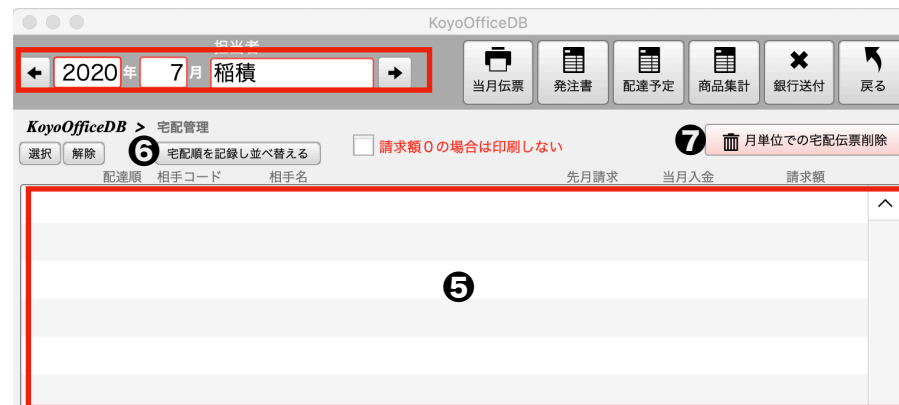 KoyoOfficeDB
担当者
2020 年 7 月 稲積
当月伝票 発注書 配達予定 商品集計 銀行送付 戻る
KoyoOfficeDB > 宅配管理
選択 解除 ❻ 宅配順を記録し並べ替える 請求額0の場合は印刷しない ❼ 月単位での宅配伝票削除
配達順 相手コード 相手名 先月請求 当月入金 請求額
❺